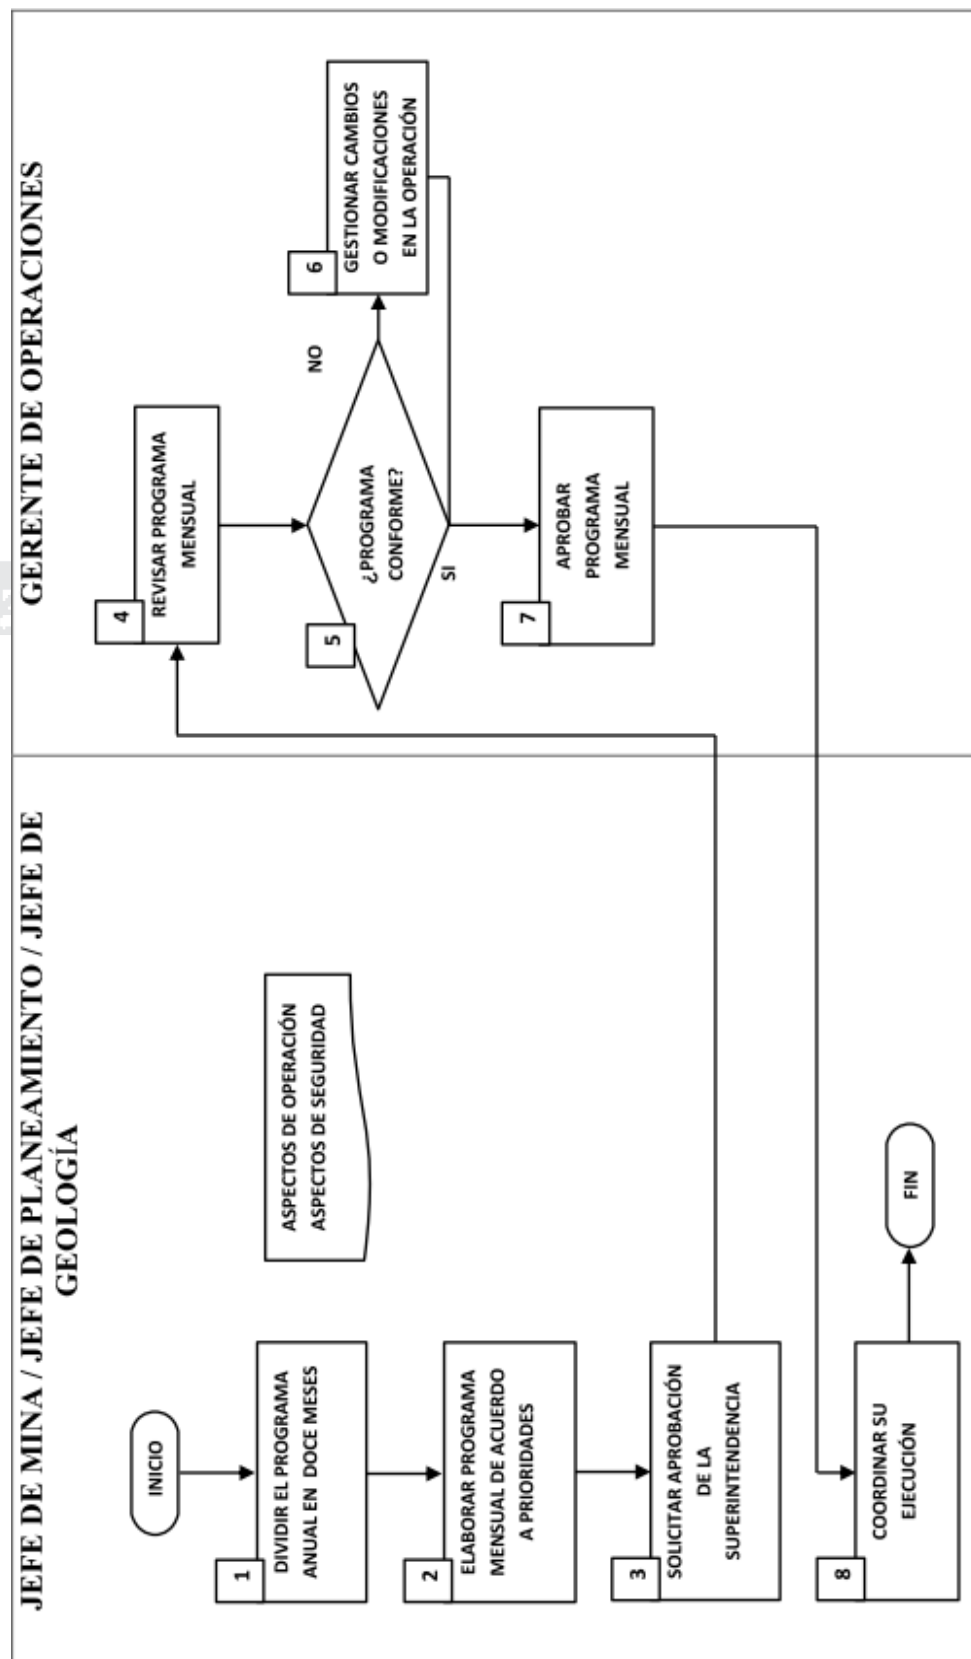 JEFE DE MINA / JEFE DE PLANEAMIENTO / JEFE DE
GEOLOGÍA
GERENTE DE OPERACIONES
INICIO
1
DIVIDIR EL PROGRAMA
ANUAL EN DOCE MESES
ASPECTOS DE OPERACIÓN
ASPECTOS DE SEGURIDAD
2
ELABORAR PROGRAMA
MENSUAL DE ACUERDO
A PRIORIDADES
3
SOLICITAR APROBACIÓN
DE LA
SUPERINTENDENCIA
4
REVISAR PROGRAMA
MENSUAL
5
¿PROGRAMA
CONFORME?
NO
SI
6
GESTIONAR CAMBIOS
O MODIFICACIONES
EN LA OPERACIÓN
7
APROBAR
PROGRAMA
MENSUAL
8
COORDINAR SU
EJECUCIÓN
FIN